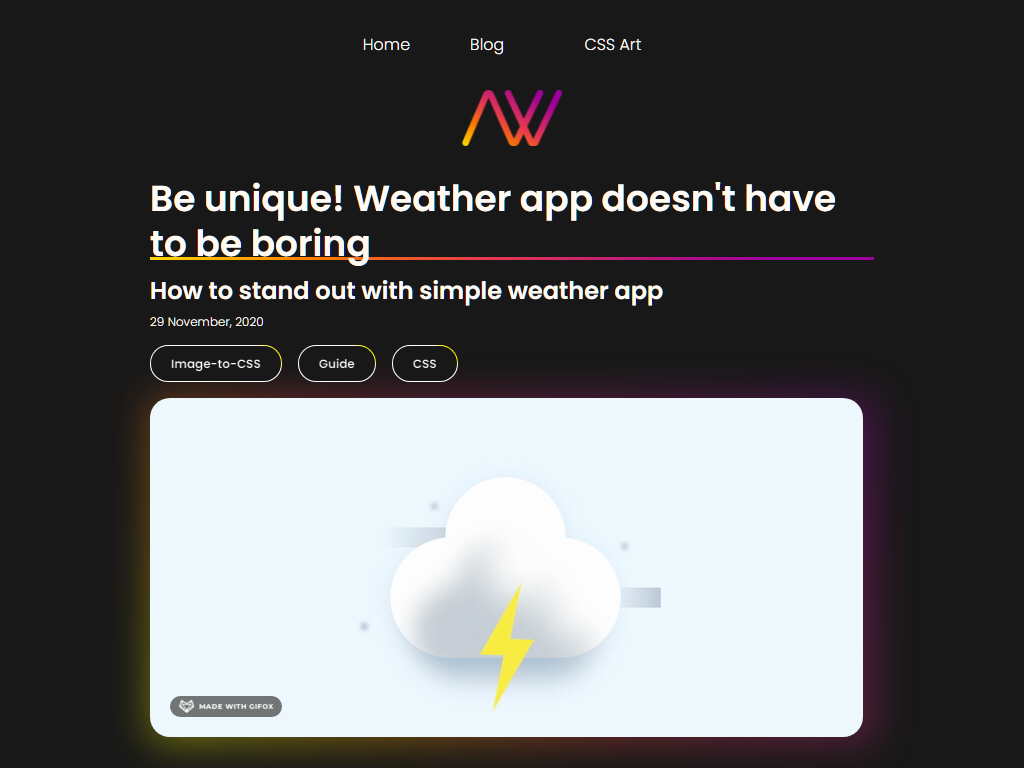 Home Blog CSS Art
AW
Be unique! Weather app doesn't have
to be boring
How to stand out with simple weather app
29 November, 2020
Image-to-CSS Guide CSS
MADE WITH GIFOX